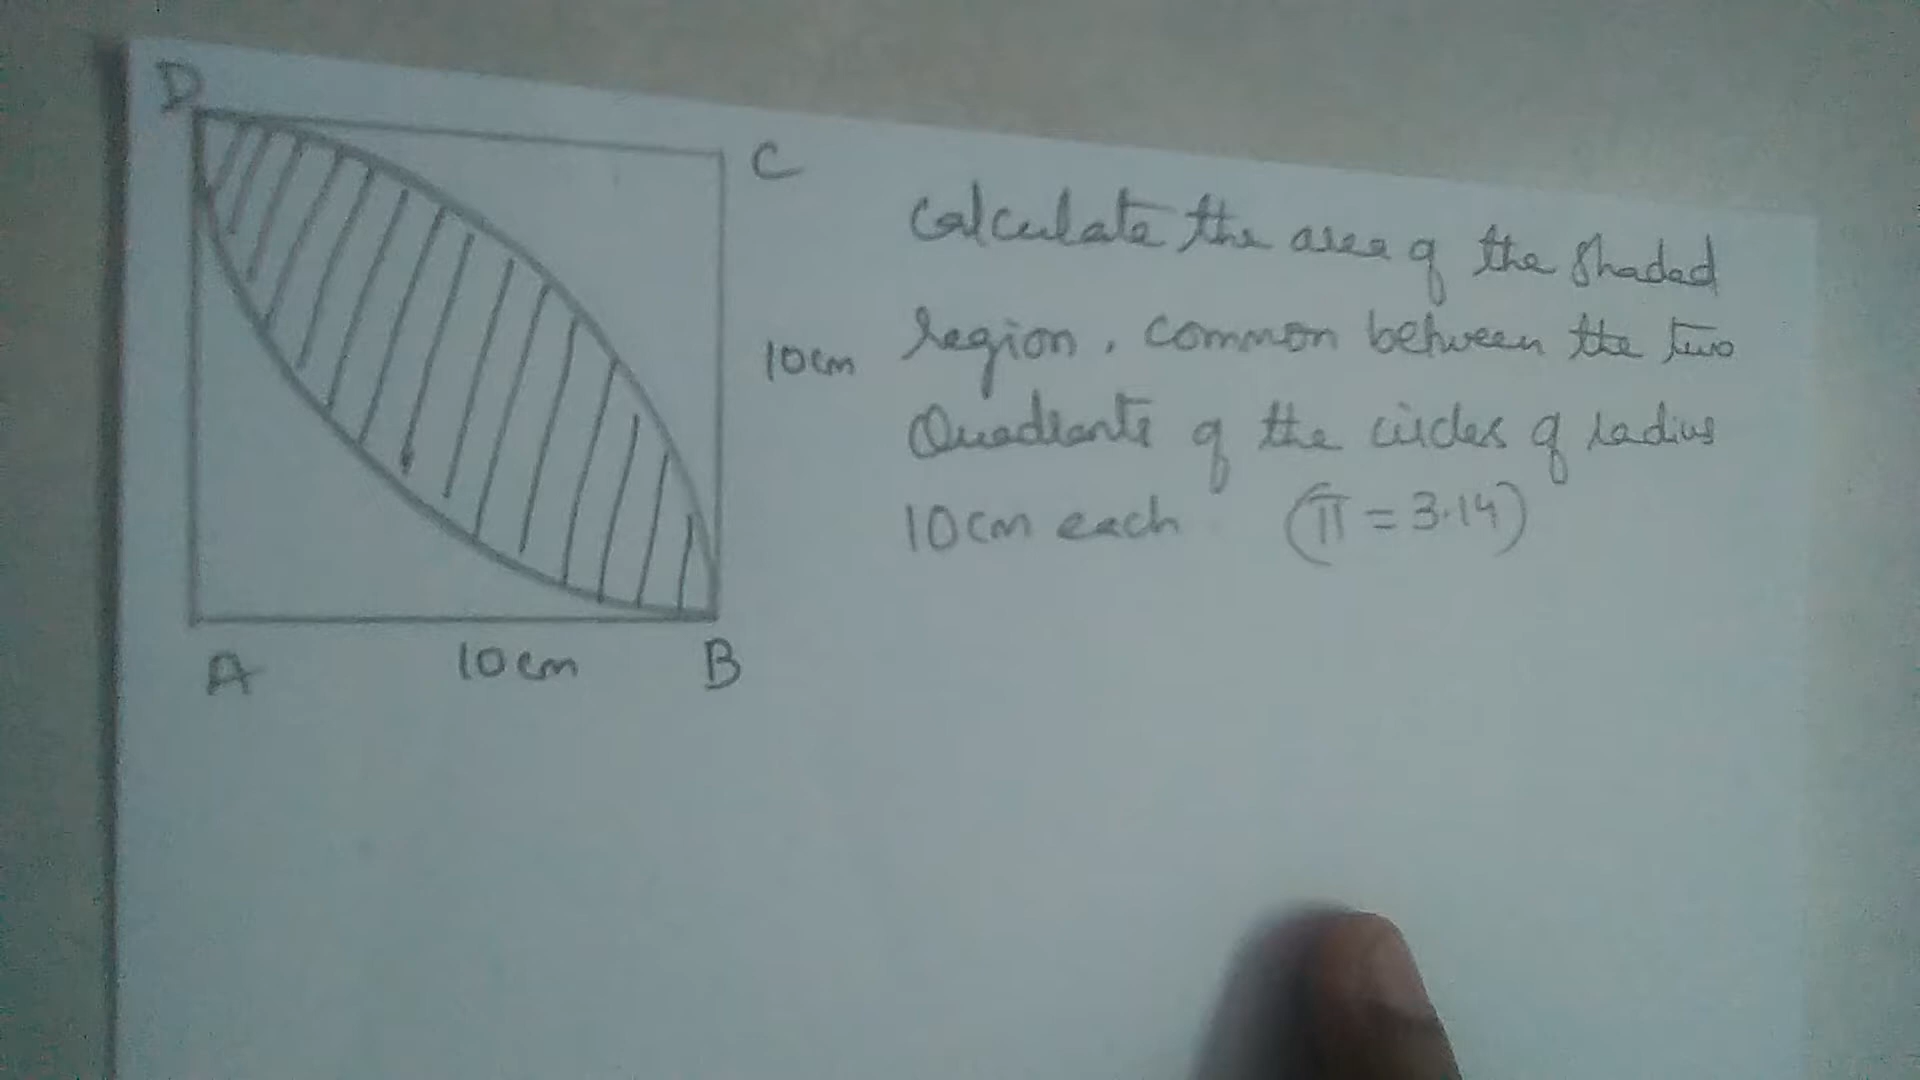 D
C
Calculate the area of the shaded
10cm
region, common between the two
Quadrants of the circles of radius
10cm each (π = 3.14)
A
10cm
B